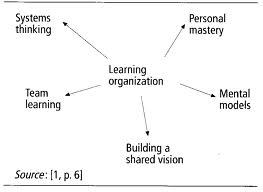 Systems
thinking
Personal
mastery
Learning
organization
Team
learning
Mental
models
Building a
shared vision
Source: [1, p. 6]